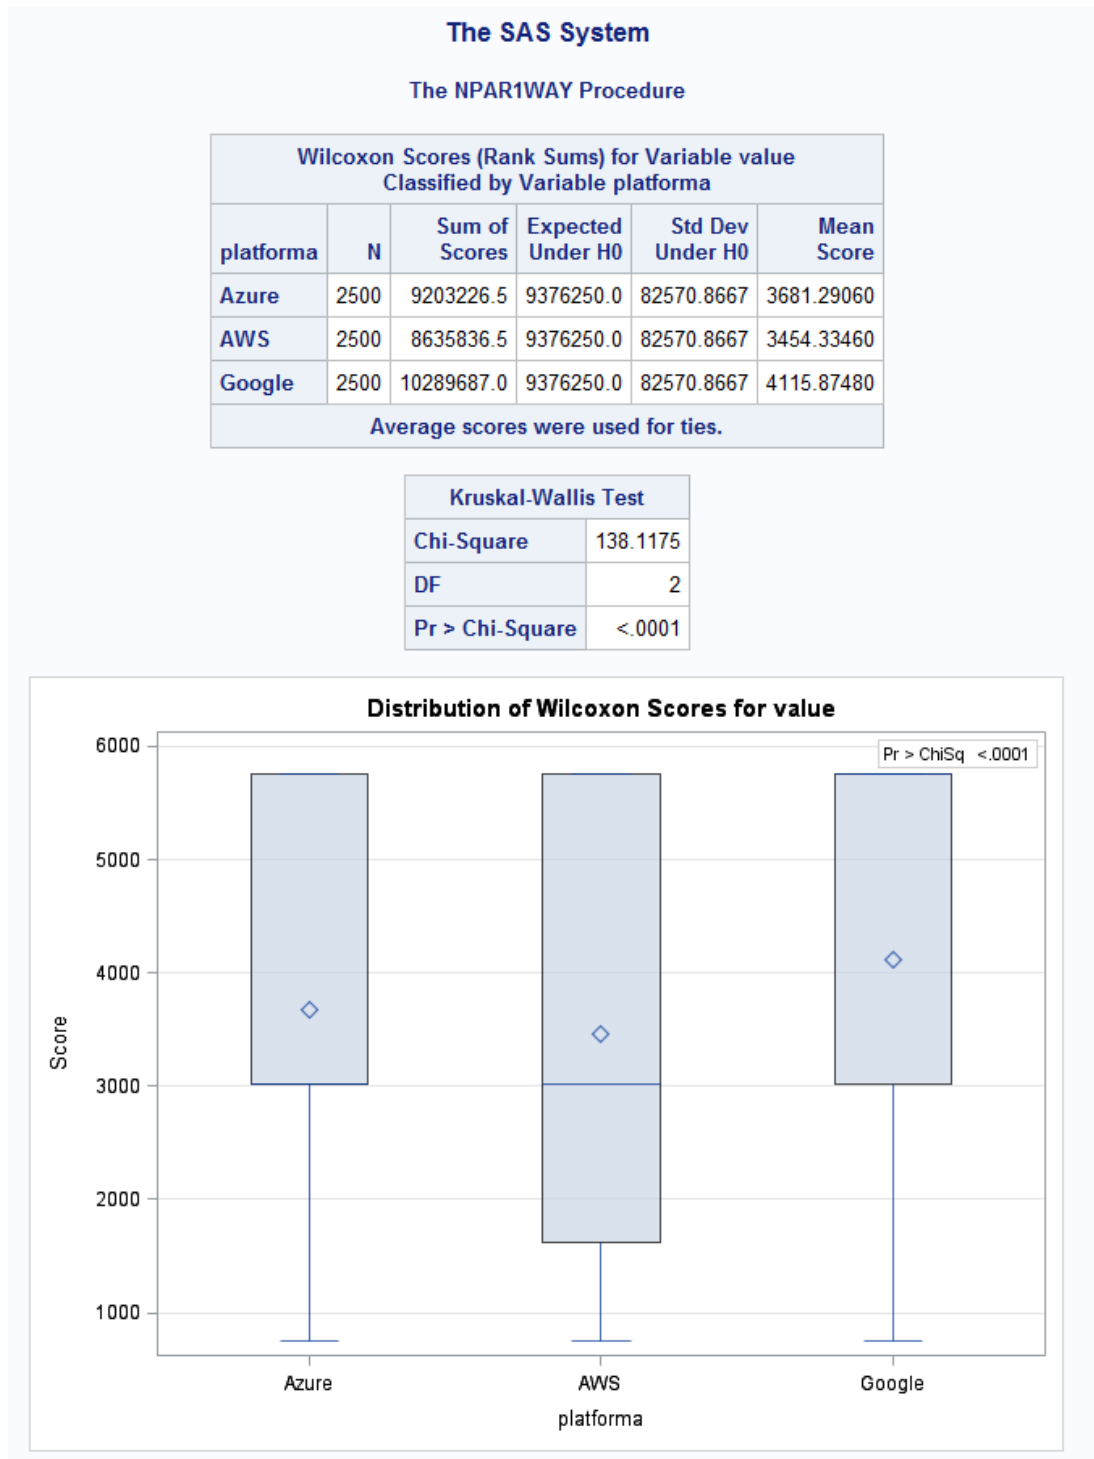 The SAS System
The NPAR1WAY Procedure
Wilcoxon Scores (Rank Sums) for Variable value
Classified by Variable platforma
platforma N Sum of Scores Expected Under H0 Std Dev Under H0 Mean Score
Azure 2500 9203226.5 9376250.0 82570.8667 3681.29060
AWS 2500 8635836.5 9376250.0 82570.8667 3454.33460
Google 2500 10289687.0 9376250.0 82570.8667 4115.87480
Average scores were used for ties.
Kruskal-Wallis Test
Chi-Square 138.1175
DF 2
Pr > Chi-Square <.0001
Distribution of Wilcoxon Scores for value
Pr > ChiSq <.0001
6000
5000
4000
3000
2000
1000
Score
Azure AWS Google
platforma